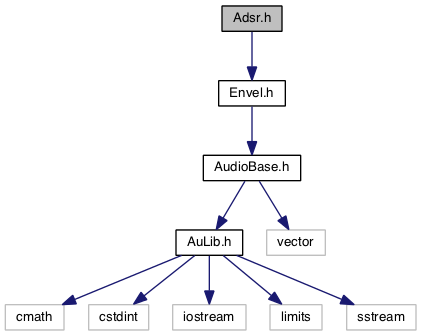 Adsr.h
Envel.h
AudioBase.h
AuLib.h
vector
cmath
cstdint
iostream
limits
sstream